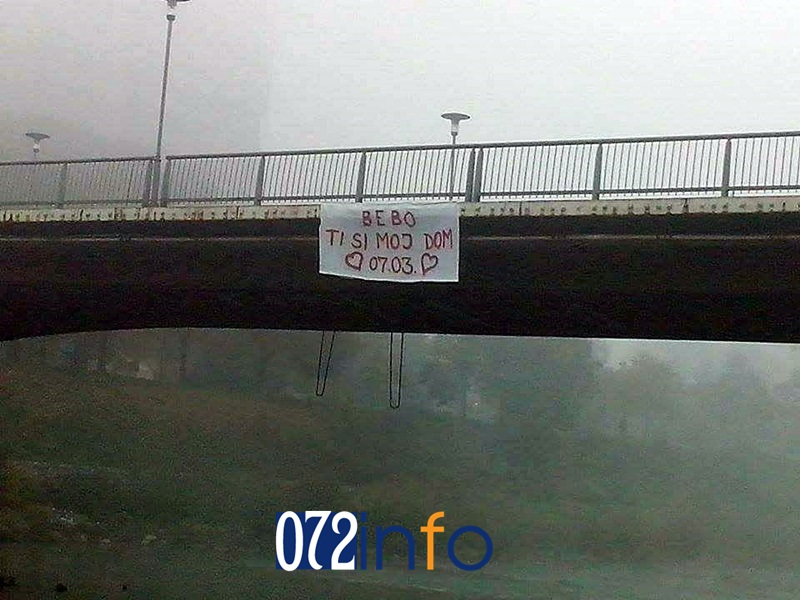 BEBO
TI SI MOJ DOM
07.03.
072info